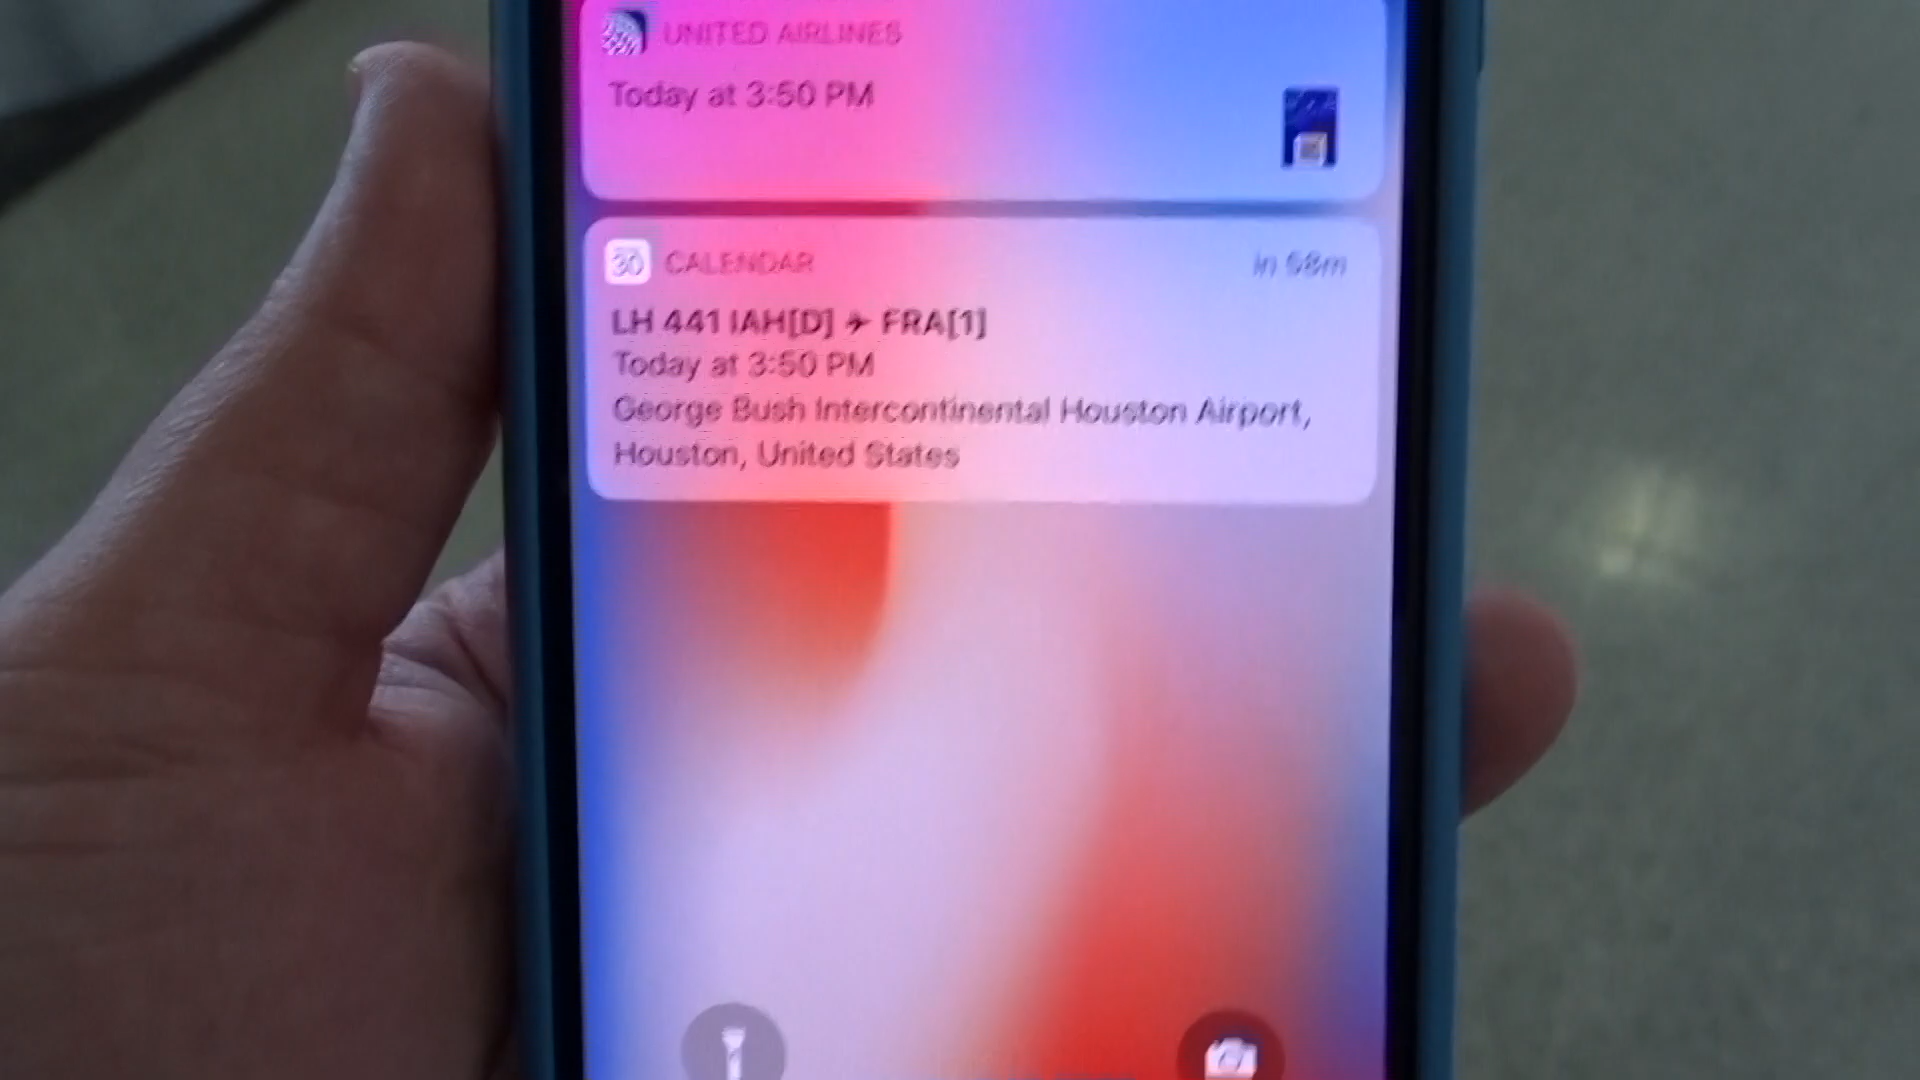 UNITED AIRLINES
Today at 3:50 PM
30 CALENDAR
in 58m
LH 441 IAH[D] ✈ FRA[1]
Today at 3:50 PM
George Bush Intercontinental Houston Airport,
Houston, United States